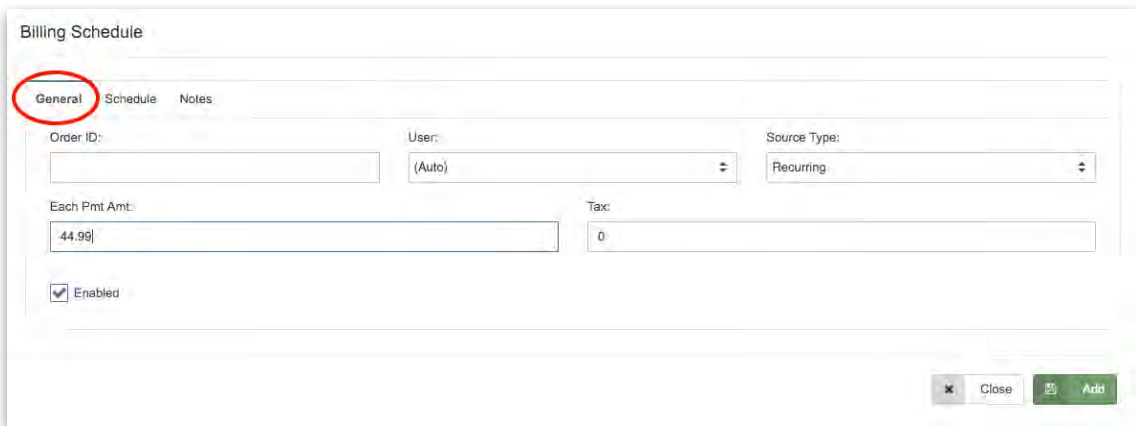 Billing Schedule
General Schedule Notes
Order ID: User: Source Type:
(Auto) Recurring
Each Pmt Amt: Tax:
44.99 0
Enabled
Close Add